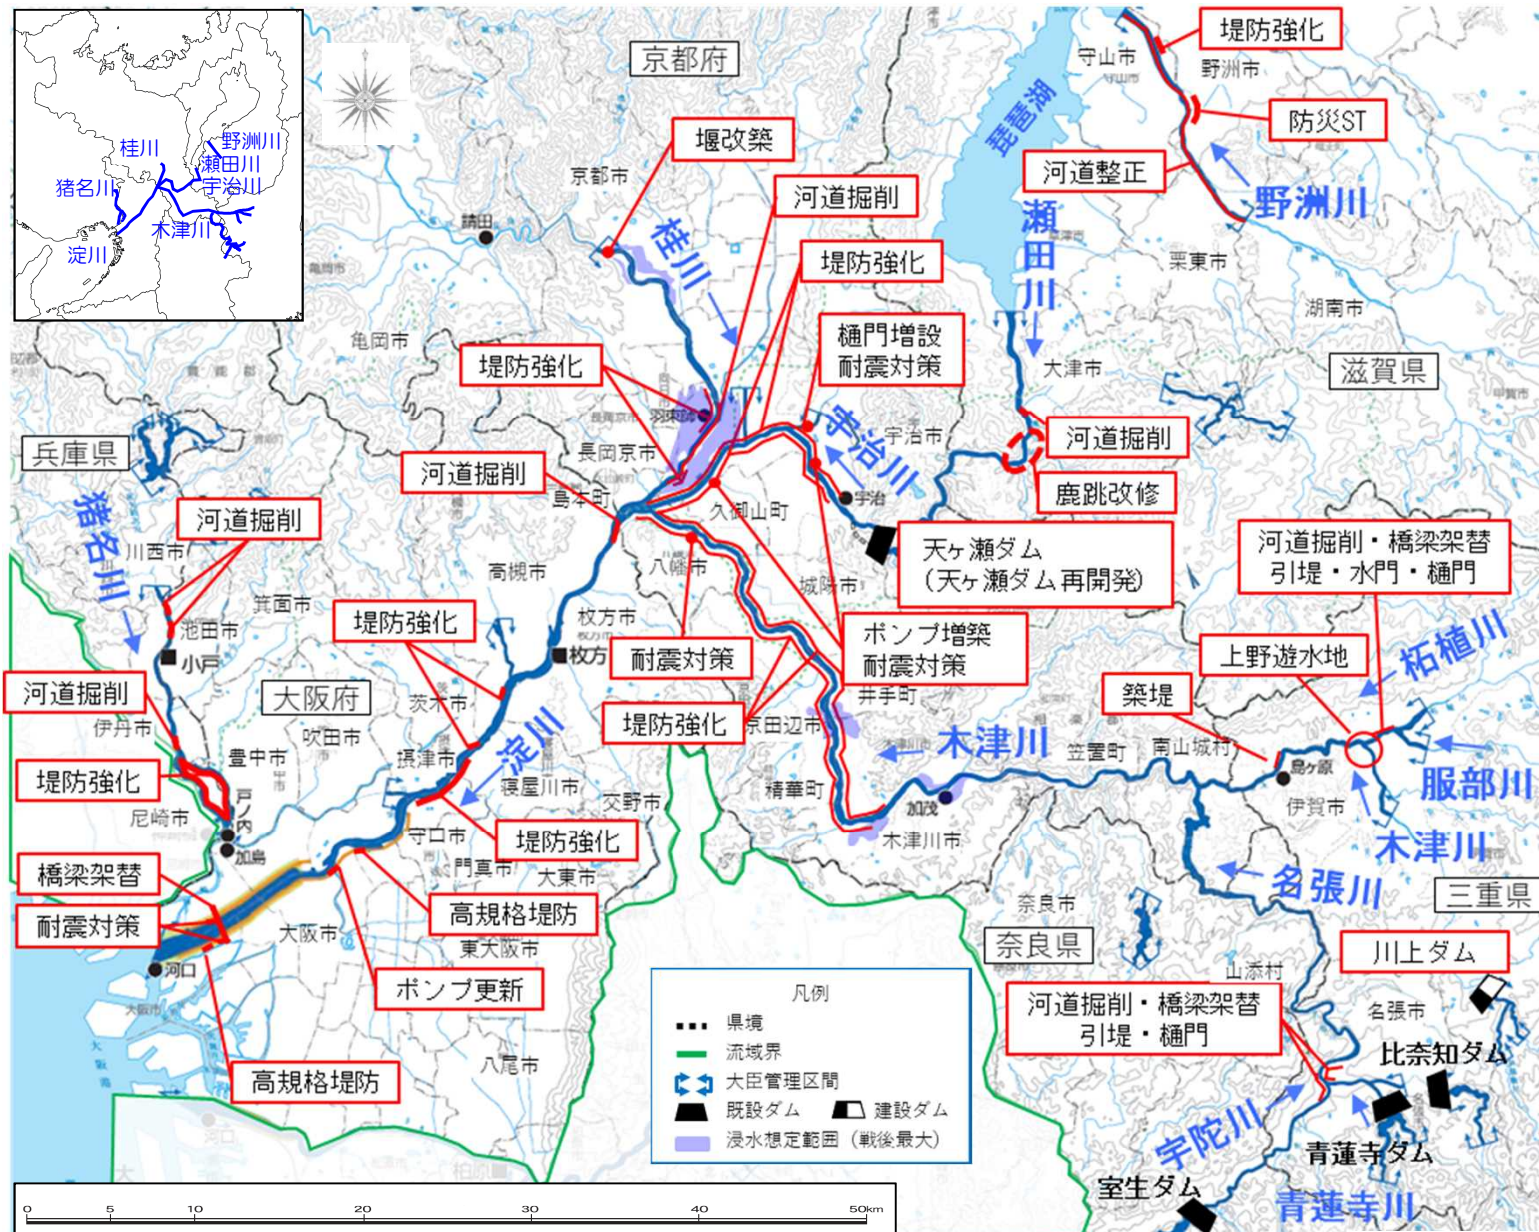 桂川
野洲川
瀬田川
宇治川
猪名川
木津川
淀川
京都府
堤防強化
守山市
野洲市
防災ST
琵琶湖
河道整正
野洲川
堰改築
京都市
河道掘削
請田
桂川
瀬田川
栗東市
堤防強化
湖南市
亀岡市
樋門増設
耐震対策
大津市
滋賀県
堤防強化
羽束師
長岡京市
宇治川
宇治市
河道掘削
兵庫県
河道掘削
島本町
久御山町
宇治
鹿跳改修
猪名川
河道掘削
川西市
高槻市
八幡市
城陽市
天ヶ瀬ダム
(天ヶ瀬ダム再開発)
河道掘削・橋梁架替
引堤・水門・樋門
箕面市
池田市
堤防強化
枚方市
枚方市
枚方
小戸
耐震対策
ポンプ増築
耐震対策
上野遊水地
柘植川
河道掘削
大阪府
茨木市
井手町
築堤
伊丹市
吹田市
堤防強化
京田辺市
木津川
笠置町
南山城村
豊中市
摂津市
淀川
島ヶ原
服部川
堤防強化
寝屋川市
精華町
加茂
伊賀市
尼崎市
戸ノ内
交野市
守口市
堤防強化
木津川市
木津川
加島
橋梁架替
門真市
大東市
名張川
三重県
耐震対策
大阪市
高規格堤防
奈良市
奈良県
東大阪市
川上ダム
河口
ポンプ更新
山添村
河道掘削・橋梁架替
引堤・樋門
名張市
大阪市
大阪湾
高規格堤防
八尾市
比奈知ダム
宇陀川
青蓮寺ダム
室生ダム
青蓮寺川
凡例
県境
流域界
大臣管理区間
既設ダム 建設ダム
浸水想定範囲 (戦後最大)
0 5 10 20 30 40 50km